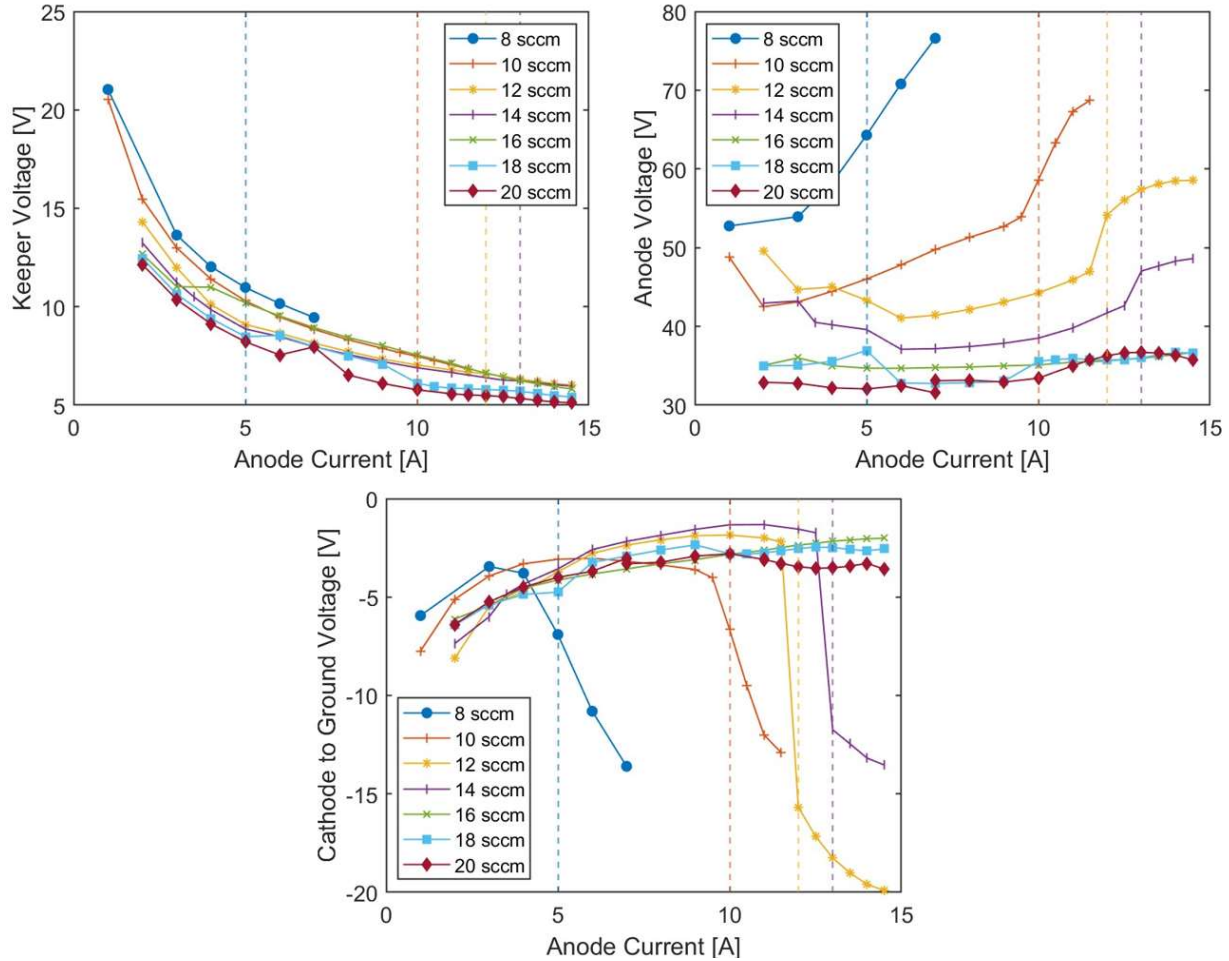 25
20
15
10
5
Keeper Voltage [V]
8 sccm
10 sccm
12 sccm
14 sccm
16 sccm
18 sccm
20 sccm
0
5
10
15
Anode Current [A]
80
70
60
50
40
30
Anode Voltage [V]
8 sccm
10 sccm
12 sccm
14 sccm
16 sccm
18 sccm
20 sccm
0
5
10
15
Anode Current [A]
0
-5
-10
-15
-20
Cathode to Ground Voltage [V]
8 sccm
10 sccm
12 sccm
14 sccm
16 sccm
18 sccm
20 sccm
0
5
10
15
Anode Current [A]